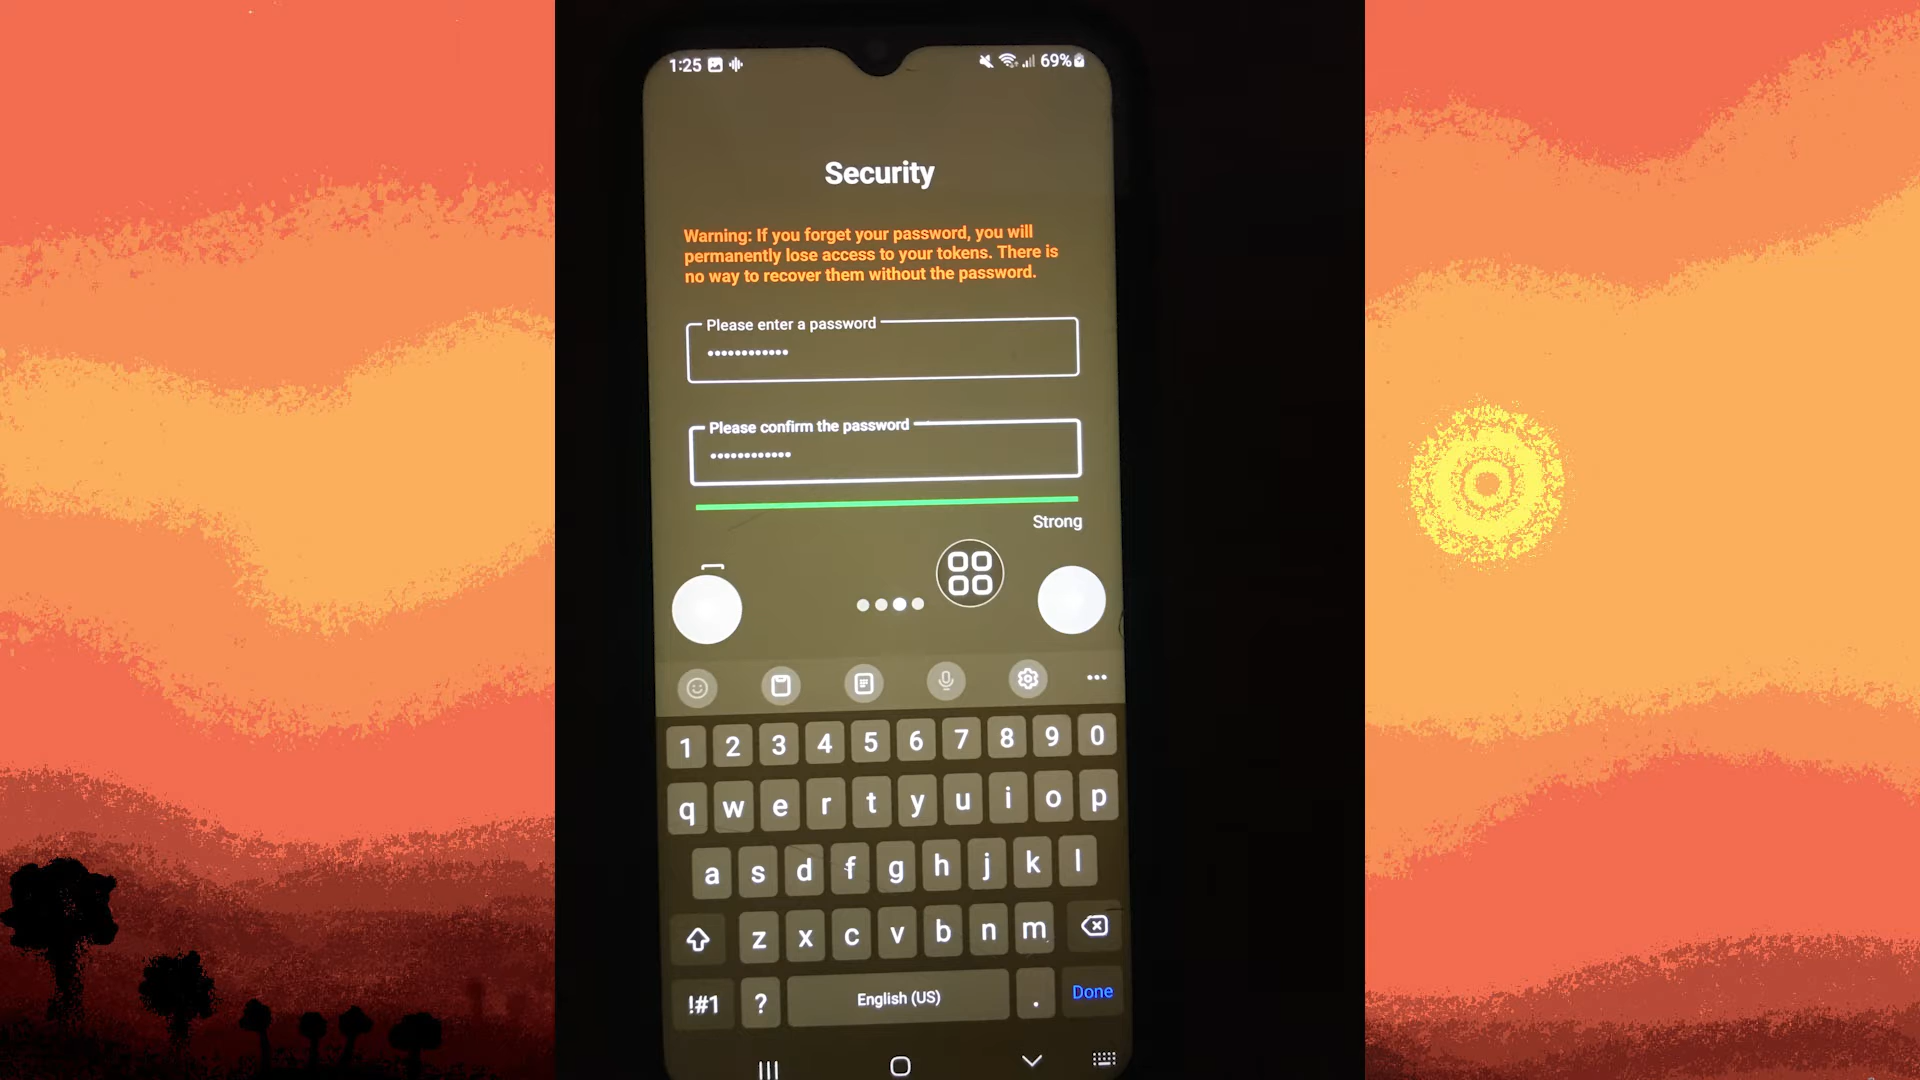 1:25 69%
Security
Warning: If you forget your password, you will
permanently lose access to your tokens. There is
no way to recover them without the password.
Please enter a password
••••••••••••
Please confirm the password
••••••••••••
Strong
1 2 3 4 5 6 7 8 9 0
q w e r t y u i o p
a s d f g h j k l
z x c v b n m
!#1 ? English (US) . Done